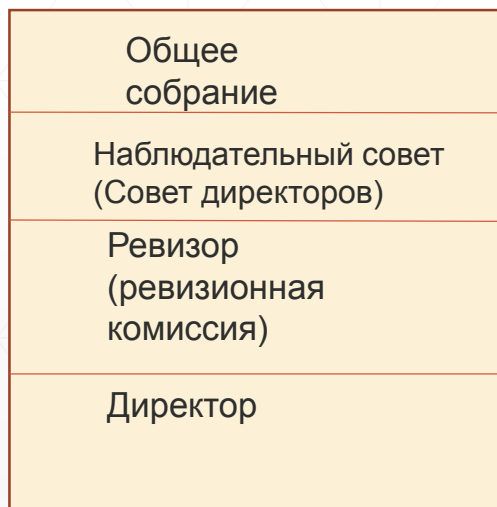 Общее
собрание
Наблюдательный совет
(Совет директоров)
Ревизор
(ревизионная
комиссия)
Директор